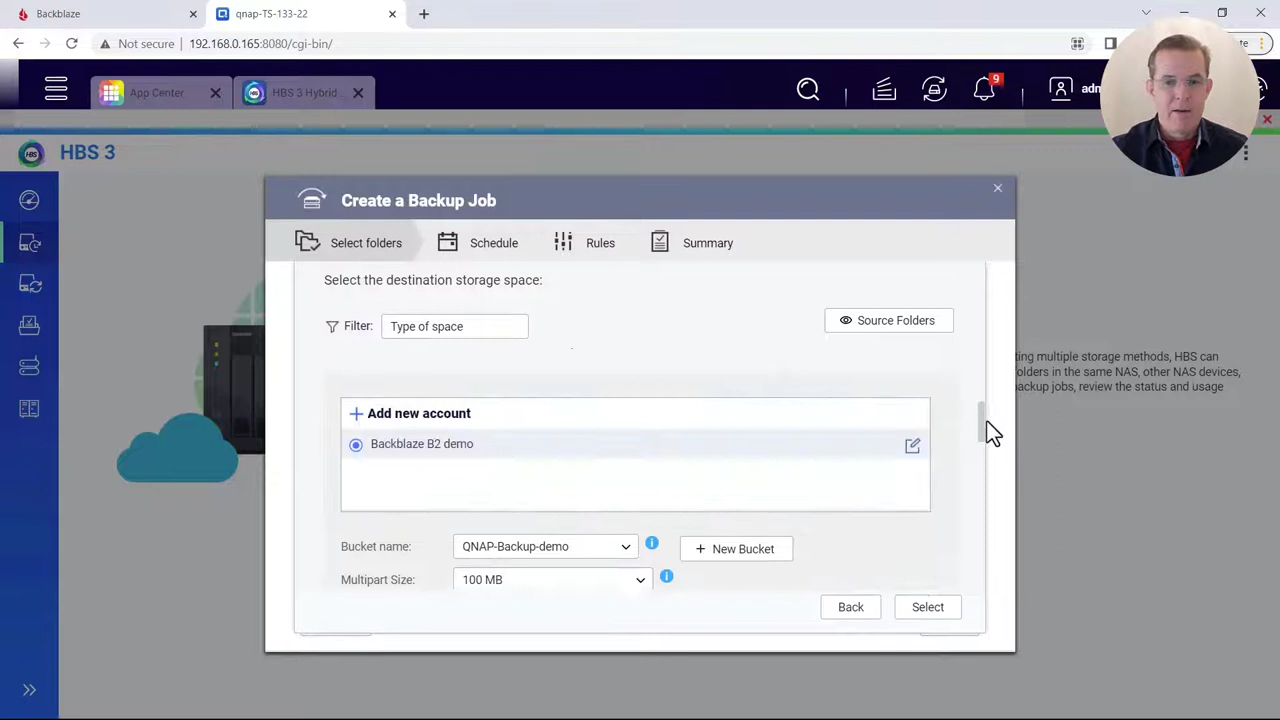 Backblaze
qnap-TS-133-22
Not secure
192.168.0.165:8080/cgi-bin/
App Center
HBS 3 Hybrid...
9
HBS 3
Create a Backup Job
Select folders
Schedule
Rules
Summary
Select the destination storage space:
Filter:
Type of space
Source Folders
Add new account
Backblaze B2 demo
Bucket name:
QNAP-Backup-demo
New Bucket
Multipart Size:
100 MB
Back
Select
multiple storage methods, HBS can
folders in the same NAS, other NAS devices,
backup jobs, review the status and usage